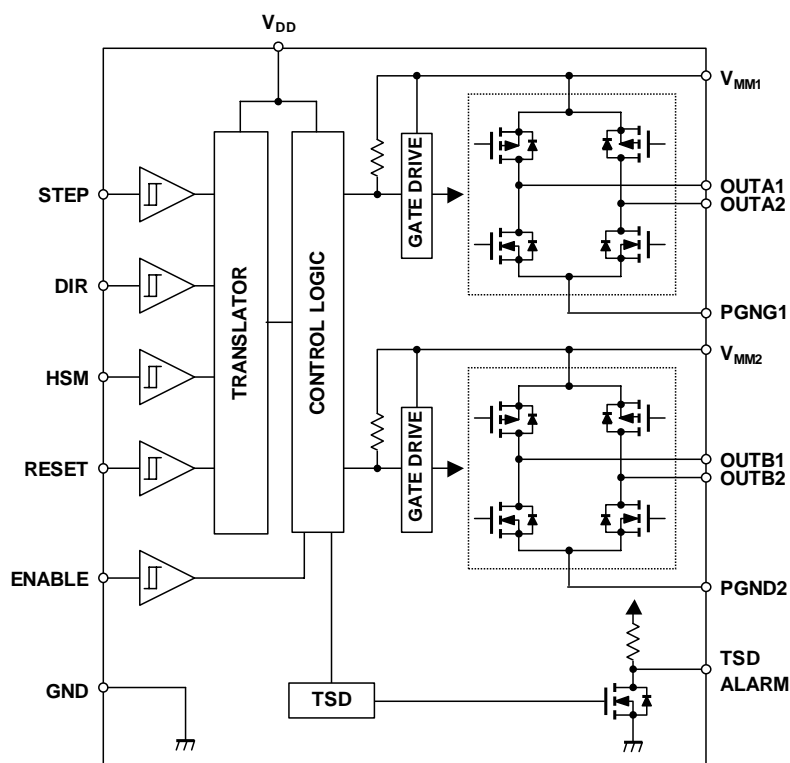 VDD
VMM1
STEP
DIR
HSM
RESET
ENABLE
GND
TRANSLATOR
CONTROL LOGIC
GATE DRIVE
OUTA1
OUTA2
PGNG1
VMM2
GATE DRIVE
OUTB1
OUTB2
PGND2
TSD
TSD
ALARM